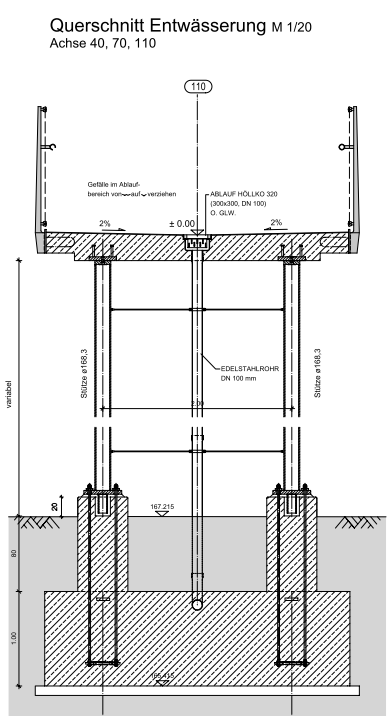 Querschnitt Entwässerung M 1/20
Achse 40, 70, 110
110
Gefälle im Ablauf-
bereich von auf verziehen
ABLAUF HÖLLKO 320
(300x300, DN 100)
O. GLW.
2%
± 0.00
2%
EDELSTAHLROHR
DN 100 mm
Stütze ø168,3
Stütze ø168,3
variabel
2.00
20
167.215
80
1.00
165.415